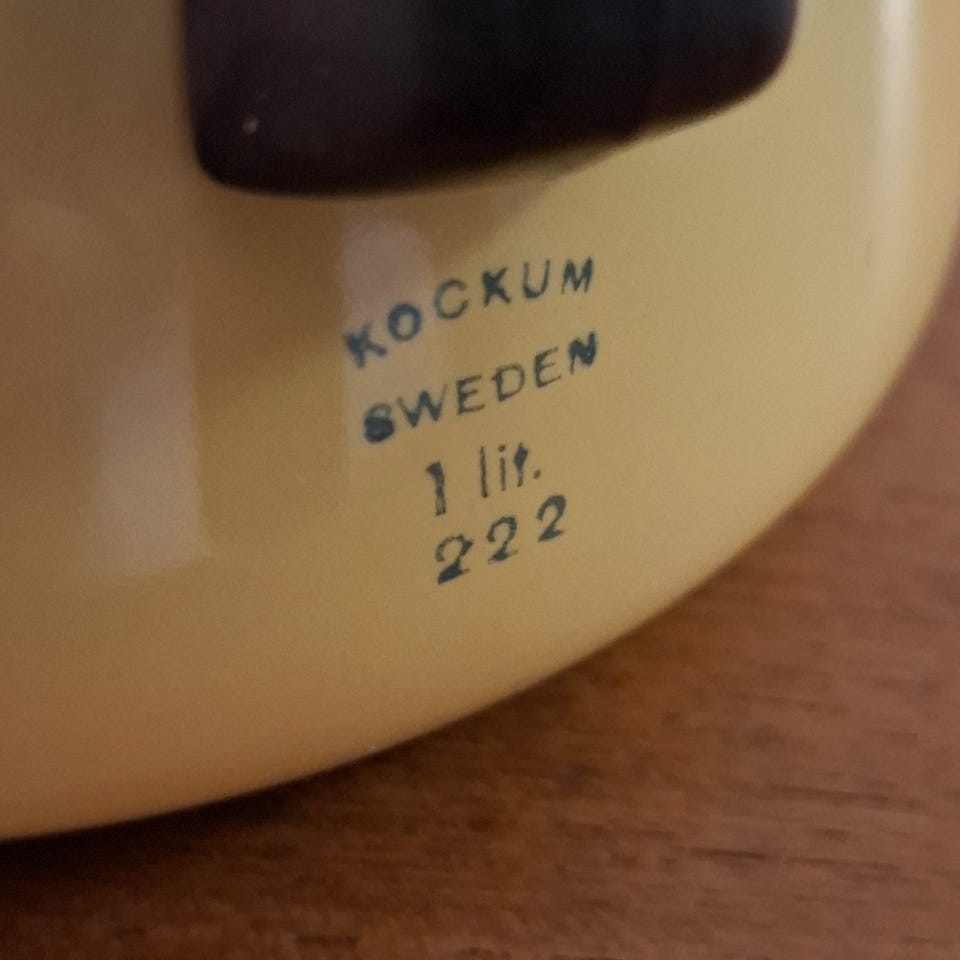 KOCKUM
SWEDEN
1 lit.
222